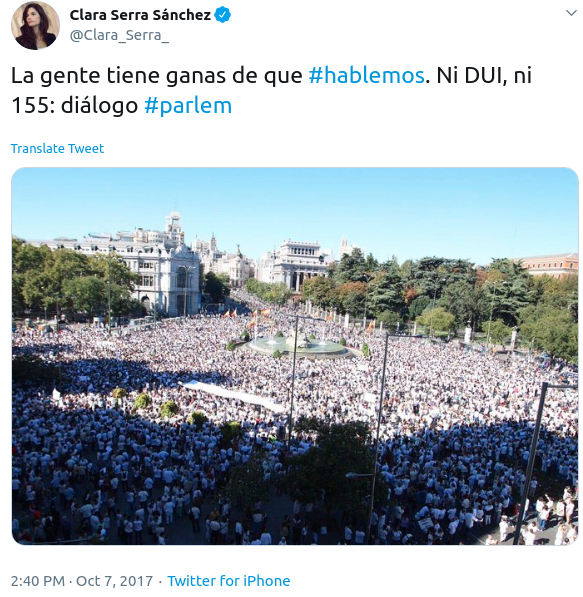 Clara Serra Sánchez
@Clara_Serra_
La gente tiene ganas de que #hablemos. Ni DUI, ni
155: diálogo #parlem
Translate Tweet
2:40 PM · Oct 7, 2017 · Twitter for iPhone